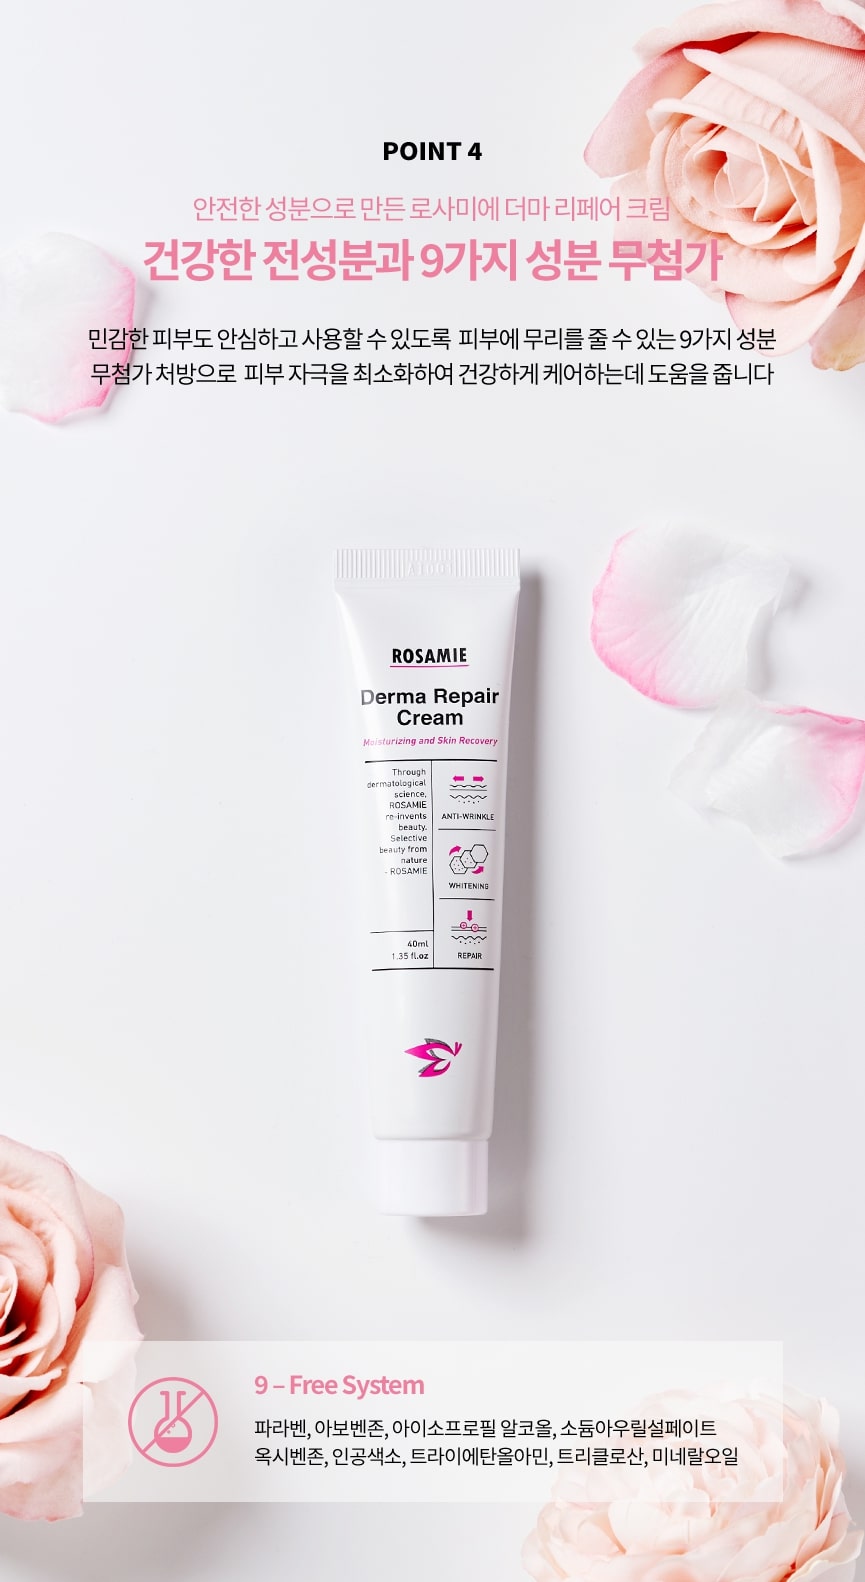 POINT 4
안전한 성분으로 만든 로사미에 더마 리페어 크림
건강한 전성분과 9가지 성분 무첨가
민감한 피부도 안심하고 사용할 수 있도록 피부에 무리를 줄 수 있는 9가지 성분
무첨가 처방으로 피부 자극을 최소화하여 건강하게 케어하는데 도움을 줍니다
ROSAMIE
Derma Repair
Cream
Moisturizing and Skin Recovery
Through
dermatological
science,
ROSAMIE
re-invents
beauty.
Selective
beauty from
nature
- ROSAMIE
40ml
1.35 fl.oz
ANTI-WRINKLE
WHITENING
REPAIR
9 – Free System
파라벤, 아보벤존, 아이소프로필 알코올, 소듐아우릴설페이트
옥시벤존, 인공색소, 트라이에탄올아민, 트리클로산, 미네랄오일